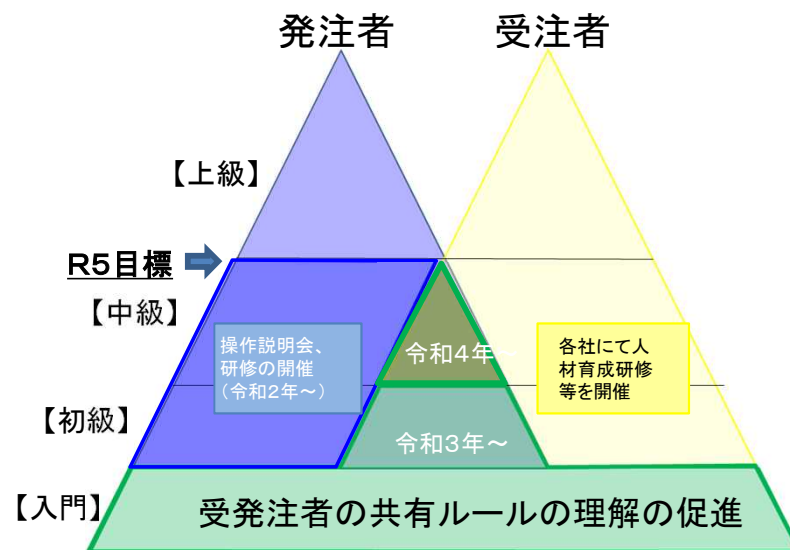 発注者
受注者
【上級】
R5目標
【中級】
操作説明会、
研修の開催
(令和2年~)
令和4年~
各社にて人
材育成研修
等を開催
【初級】
令和3年~
【入門】
受発注者の共有ルールの理解の促進